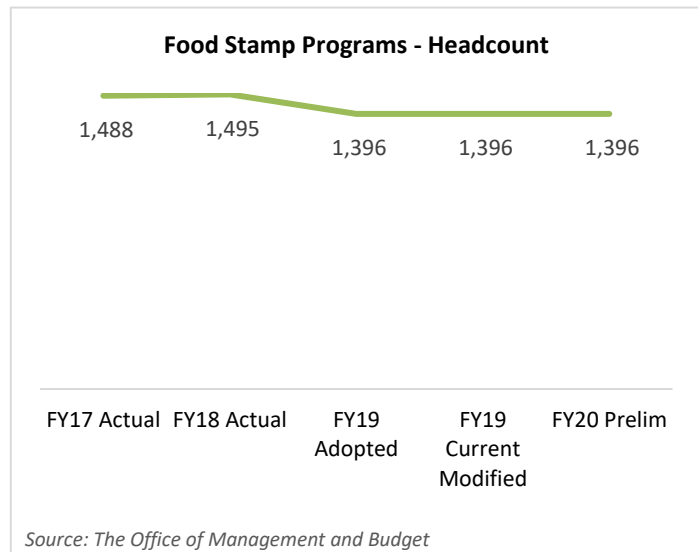 Food Stamp Programs - Headcount
1,488 1,495 1,396 1,396 1,396
FY17 Actual FY18 Actual FY19 Adopted FY19 Current Modified FY20 Prelim
Source: The Office of Management and Budget